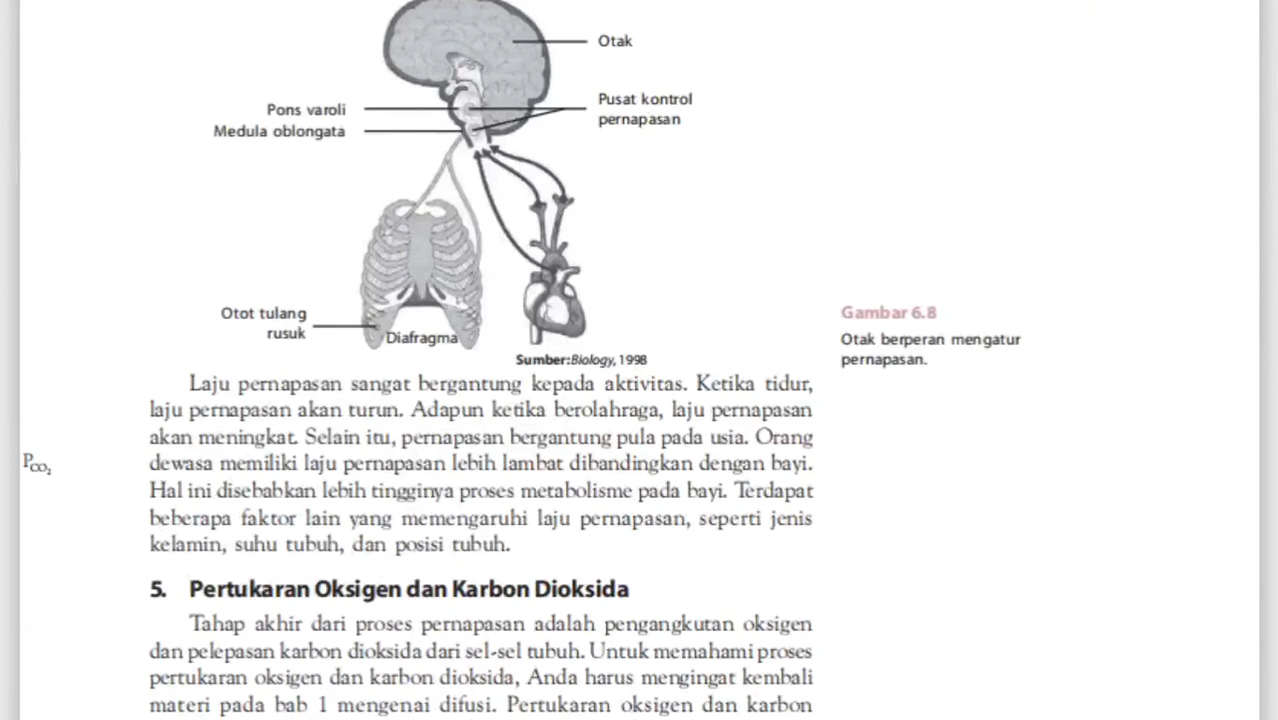 Otak
Pons varoli
Medula oblongata
Pusat kontrol
pernapasan
Otot tulang
rusuk
Diafragma
Sumber: Biology, 1998
Gambar 6.8
Otak berperan mengatur
pernapasan.
Laju pernapasan sangat bergantung kepada aktivitas. Ketika tidur,
laju pernapasan akan turun. Adapun ketika berolahraga, laju pernapasan
akan meningkat. Selain itu, pernapasan bergantung pula pada usia. Orang
dewasa memiliki laju pernapasan lebih lambat dibandingkan dengan bayi.
Hal ini disebabkan lebih tingginya proses metabolisme pada bayi. Terdapat
beberapa faktor lain yang memengaruhi laju pernapasan, seperti jenis
kelamin, suhu tubuh, dan posisi tubuh.
PCO₂
5. Pertukaran Oksigen dan Karbon Dioksida
Tahap akhir dari proses pernapasan adalah pengangkutan oksigen
dan pelepasan karbon dioksida dari sel-sel tubuh. Untuk memahami proses
pertukaran oksigen dan karbon dioksida, Anda harus mengingat kembali
materi pada bab 1 mengenai difusi. Pertukaran oksigen dan karbon